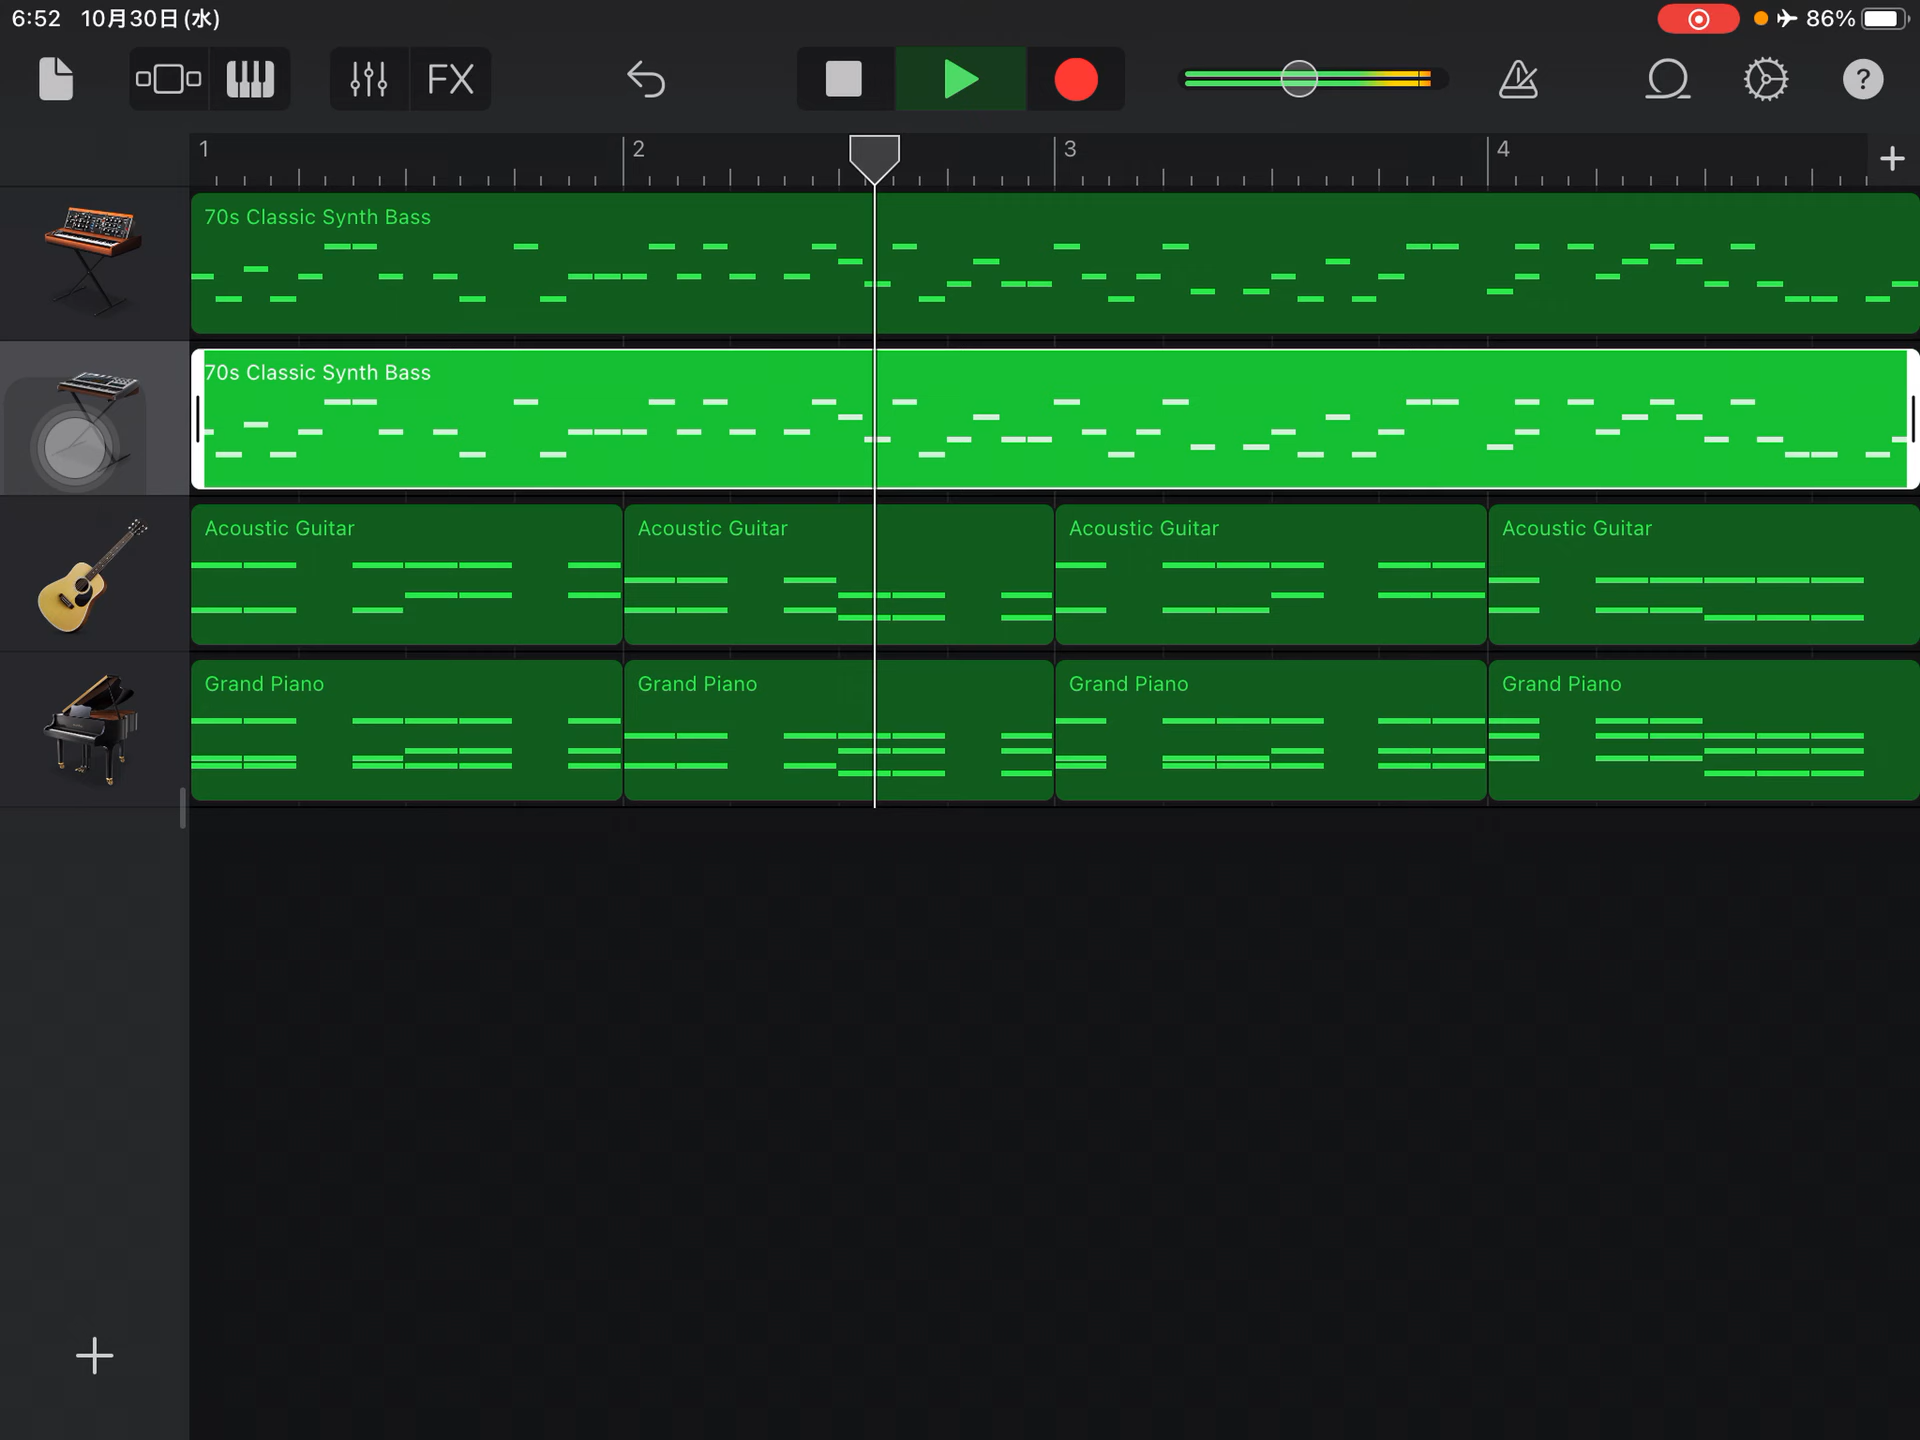 6:52 10月30日(水) 86%
FX ?
1 2 3 4
70s Classic Synth Bass
70s Classic Synth Bass
Acoustic Guitar Acoustic Guitar Acoustic Guitar Acoustic Guitar
Grand Piano Grand Piano Grand Piano Grand Piano